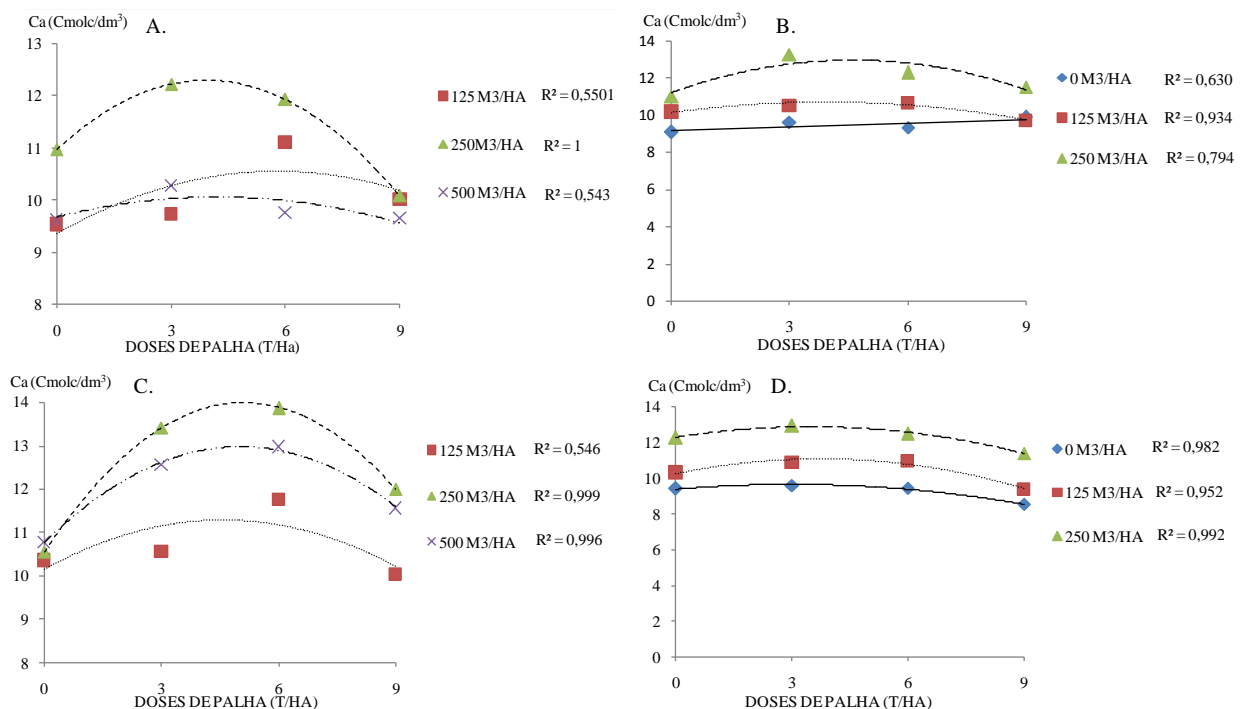 Ca (Cmolc/dm³)
A.
13
12
11
10
9
8
0
3
6
9
DOSES DE PALHA (T/Ha)
125 M3/HA R² = 0,5501
250M3/HA R² = 1
500 M3/HA R² = 0,543
Ca (Cmolc/dm³)
B.
14
12
10
8
6
4
2
0
0
3
6
9
DOSES DE PALHA (T/HA)
0 M3/HA R² = 0,630
125 M3/HA R² = 0,934
250 M3/HA R² = 0,794
Ca (Cmolc/dm³)
C.
14
13
12
11
10
9
8
0
3
6
9
DOSES DE PALHA (T/HA)
125 M3/HA R² = 0,546
250 M3/HA R² = 0,999
500 M3/HA R² = 0,996
Ca (Cmolc/dm³)
D.
14
12
10
8
6
4
2
0
0
3
6
9
DOSES DE PALHA (T/HA)
0 M3/HA R² = 0,982
125 M3/HA R² = 0,952
250 M3/HA R² = 0,992